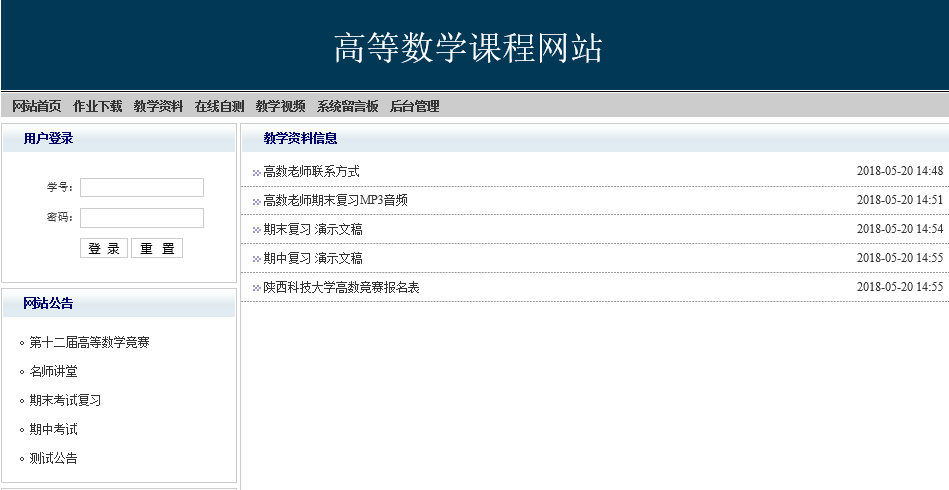 高等数学课程网站
网站首页 作业下载 教学资料 在线自测 教学视频 系统留言板 后台管理
用户登录
学号：
密码：
登 录 重 置
网站公告
第十二届高等数学竞赛
名师讲堂
期末考试复习
期中考试
测试公告
教学资料信息
高数老师联系方式 2018-05-20 14:48
高数老师期末复习MP3音频 2018-05-20 14:51
期末复习 演示文稿 2018-05-20 14:54
期中复习 演示文稿 2018-05-20 14:55
陕西科技大学高数竞赛报名表 2018-05-20 14:55